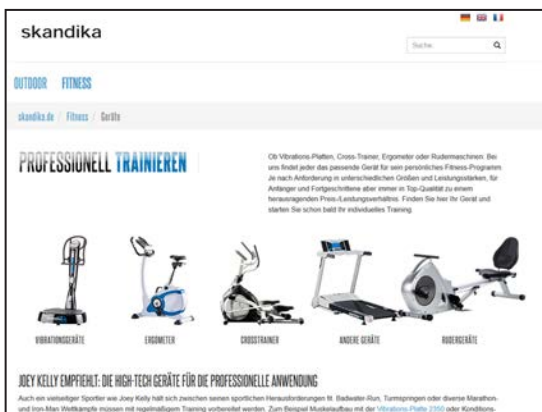 skandika
Suche..
OUTDOOR FITNESS
skandika.de / Fitness / Geräte
PROFESSIONELL TRAINIEREN
Ob Vibrations-Platten, Cross-Trainer, Ergometer oder Rudermaschinen: Bei
uns findet jeder das passende Gerät für sein persönliches Fitness-Programm.
Je nach Anforderung in unterschiedlichen Größen und Leistungsstärken, für
Anfänger und Fortgeschrittene aber immer in Top-Qualität zu einem
herausragenden Preis-/Leistungsverhältnis. Finden Sie hier Ihr Gerät und
starten Sie schon bald Ihr individuelles Training.
VIBRATIONSGERÄTE ERGOMETER CROSSTRAINER ANDERE GERÄTE RUDERGERÄTE
JOEY KELLY EMPFIEHLT: DIE HIGH-TECH GERÄTE FÜR DIE PROFESSIONELLE ANWENDUNG
Auch ein vielseitiger Sportler wie Joey Kelly hält sich zwischen seinen sportlichen Herausforderungen fit. Badwater-Run, Turmspringen oder diverse Marathon-
und Iron-Man Wettkämpfe müssen mit regelmäßigem Training vorbereitet werden. Zum Beispiel Muskelaufbau mit der Vibrations-Platte 2350 oder Konditions-